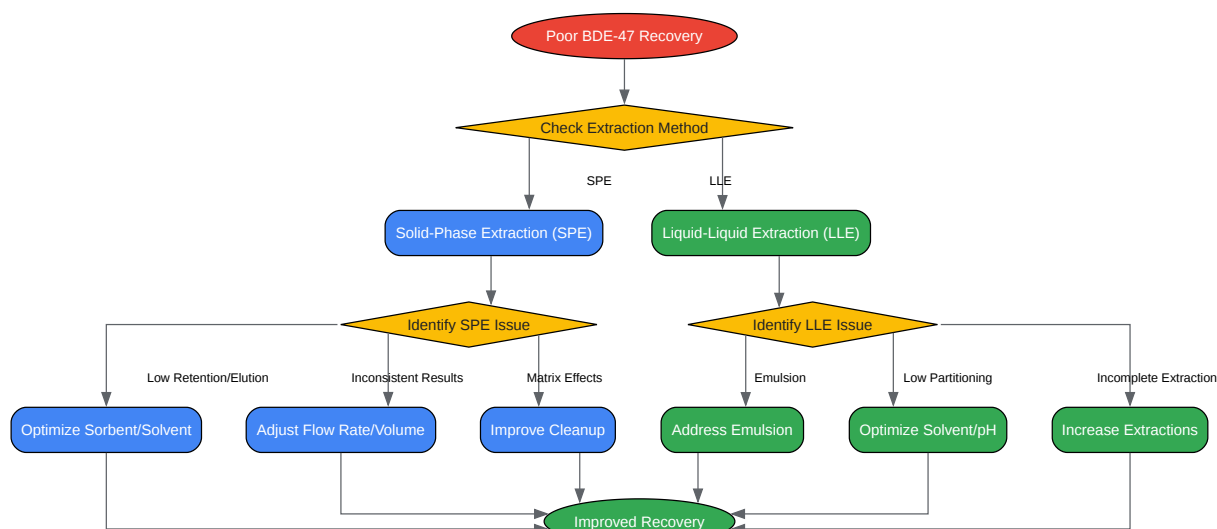 Poor BDE-47 Recovery
Check Extraction Method
SPE
LLE
Solid-Phase Extraction (SPE)
Liquid-Liquid Extraction (LLE)
Identify SPE Issue
Identify LLE Issue
Low Retention/Elution
Inconsistent Results
Matrix Effects
Emulsion
Low Partitioning
Incomplete Extraction
Optimize Sorbent/Solvent
Adjust Flow Rate/Volume
Improve Cleanup
Address Emulsion
Optimize Solvent/pH
Increase Extractions
Improved Recovery